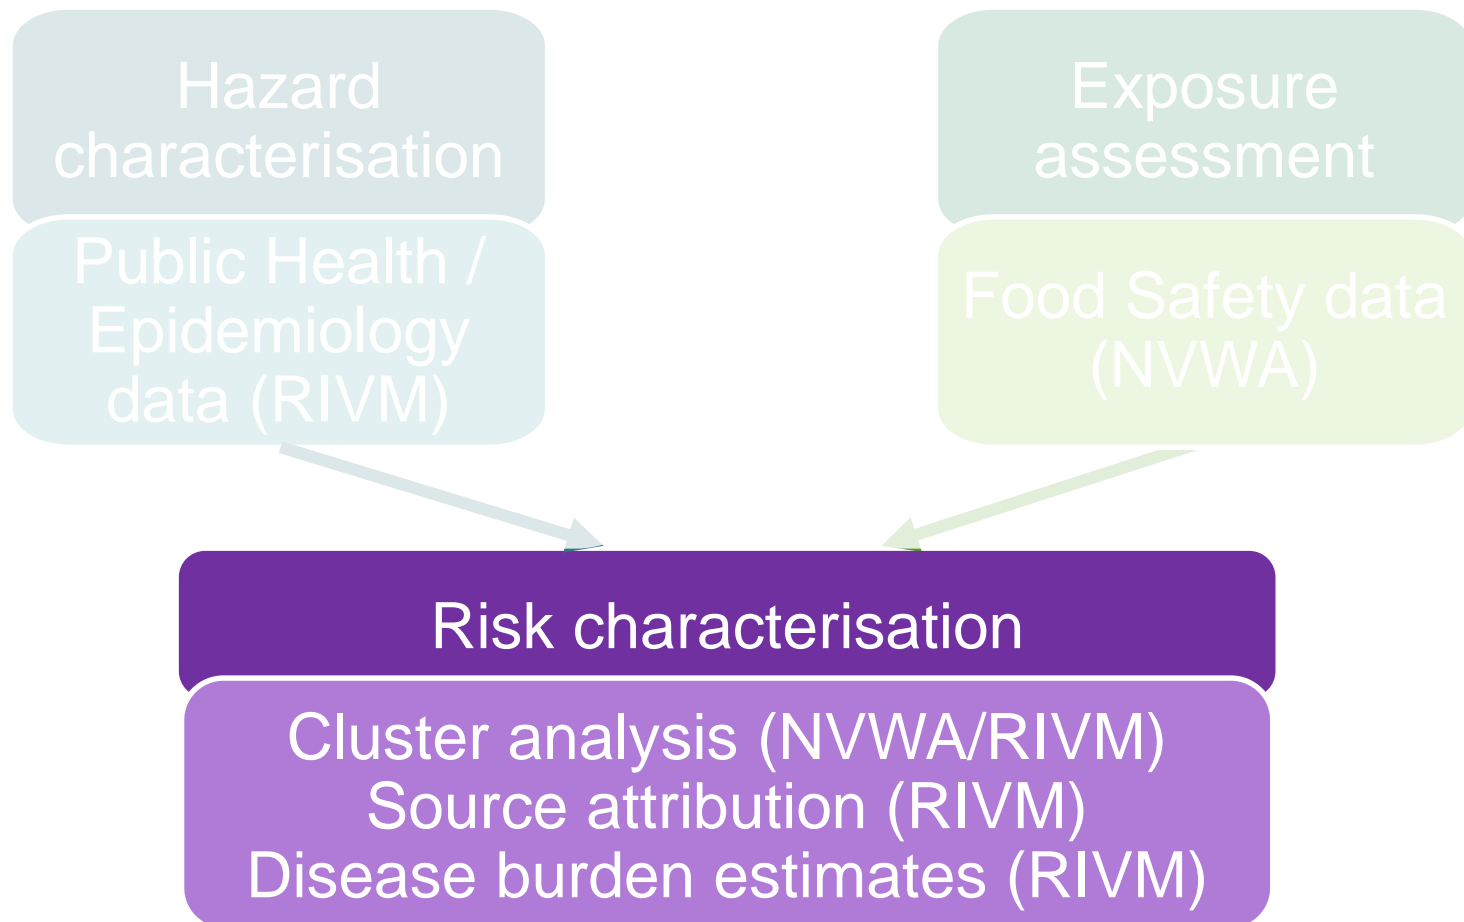 Hazard
characterisation
Public Health /
Epidemiology
data (RIVM)
Exposure
assessment
Food Safety data
(NVWA)
Risk characterisation
Cluster analysis (NVWA/RIVM)
Source attribution (RIVM)
Disease burden estimates (RIVM)